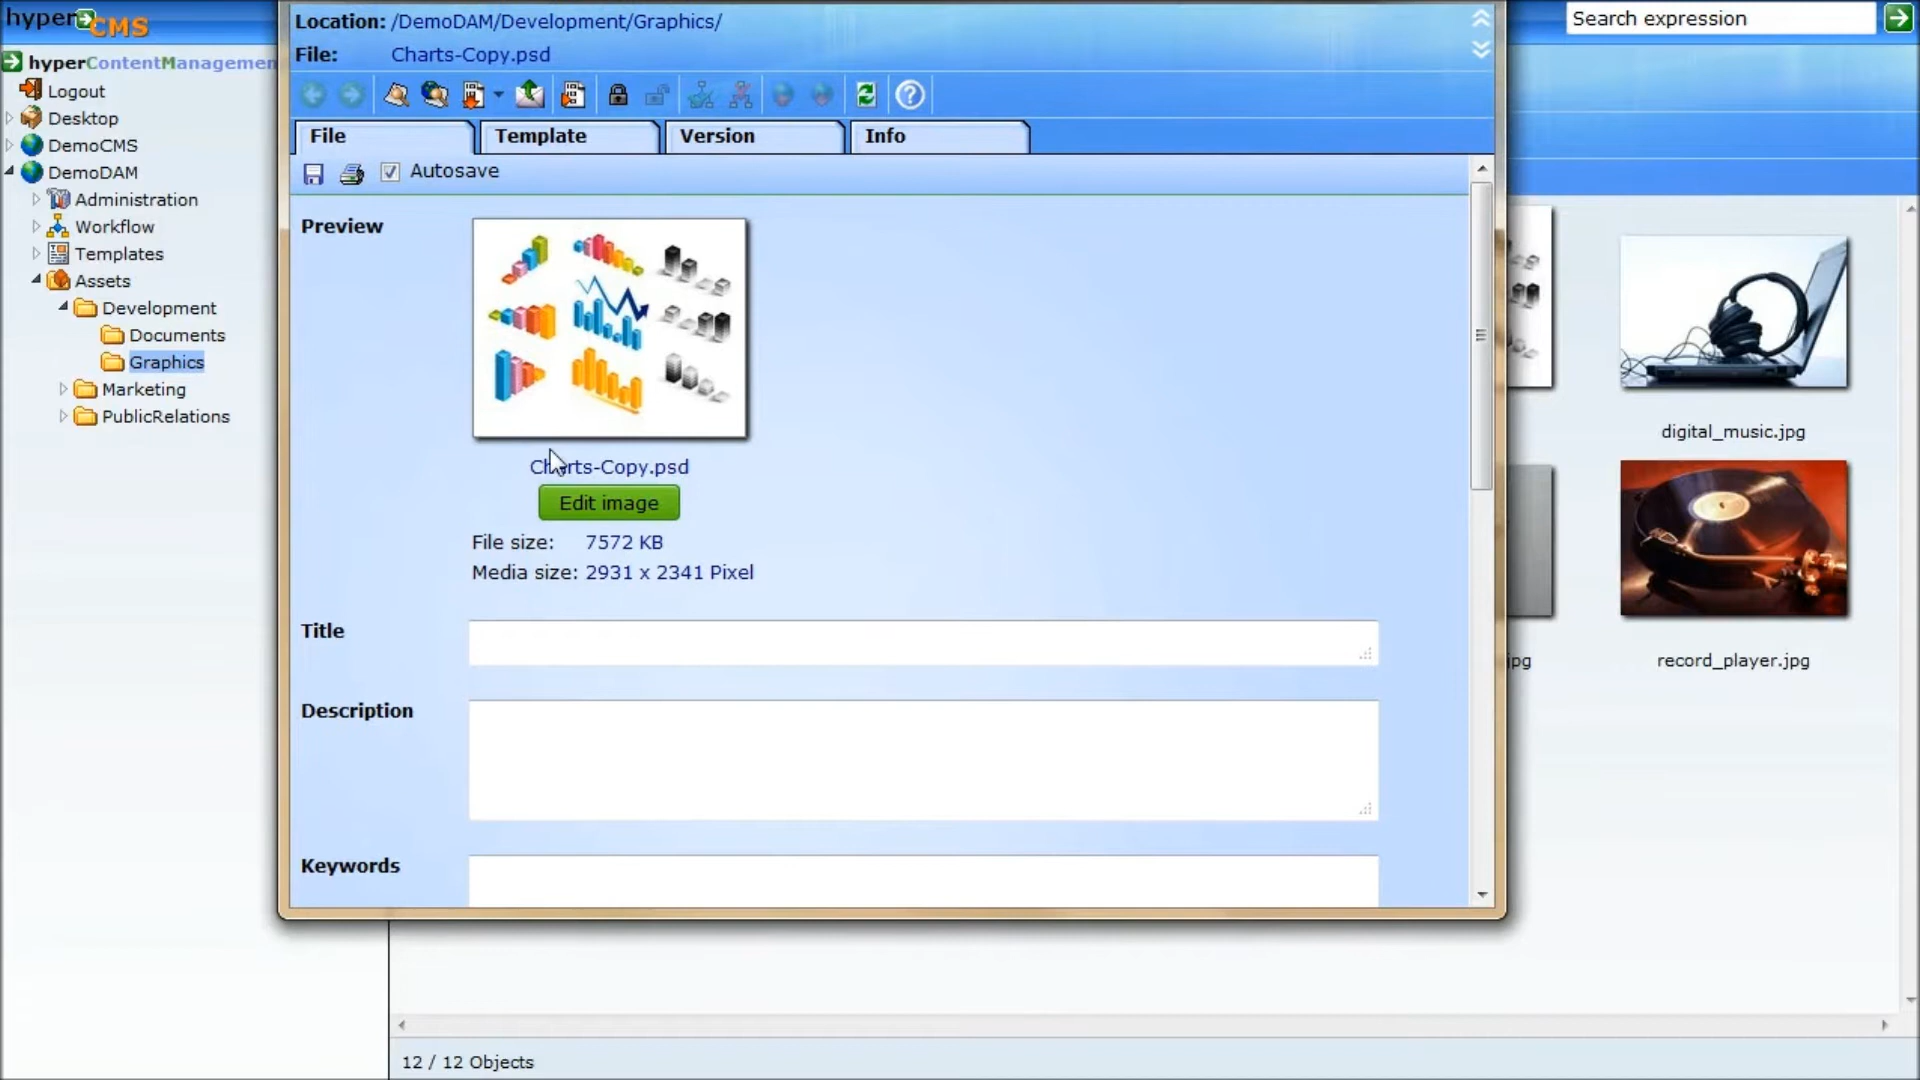 hyperCMS
hyperContentManagemen
Logout
Desktop
DemoCMS
DemoDAM
Administration
Workflow
Templates
Assets
Development
Documents
Graphics
Marketing
PublicRelations
Location: /DemoDAM/Development/Graphics/
File: Charts-Copy.psd
File Template Version Info
Autosave
Preview
Charts-Copy.psd
Edit image
File size: 7572 KB
Media size: 2931 x 2341 Pixel
Title
Description
Keywords
Search expression
digital_music.jpg
jpg
record_player.jpg
12 / 12 Objects